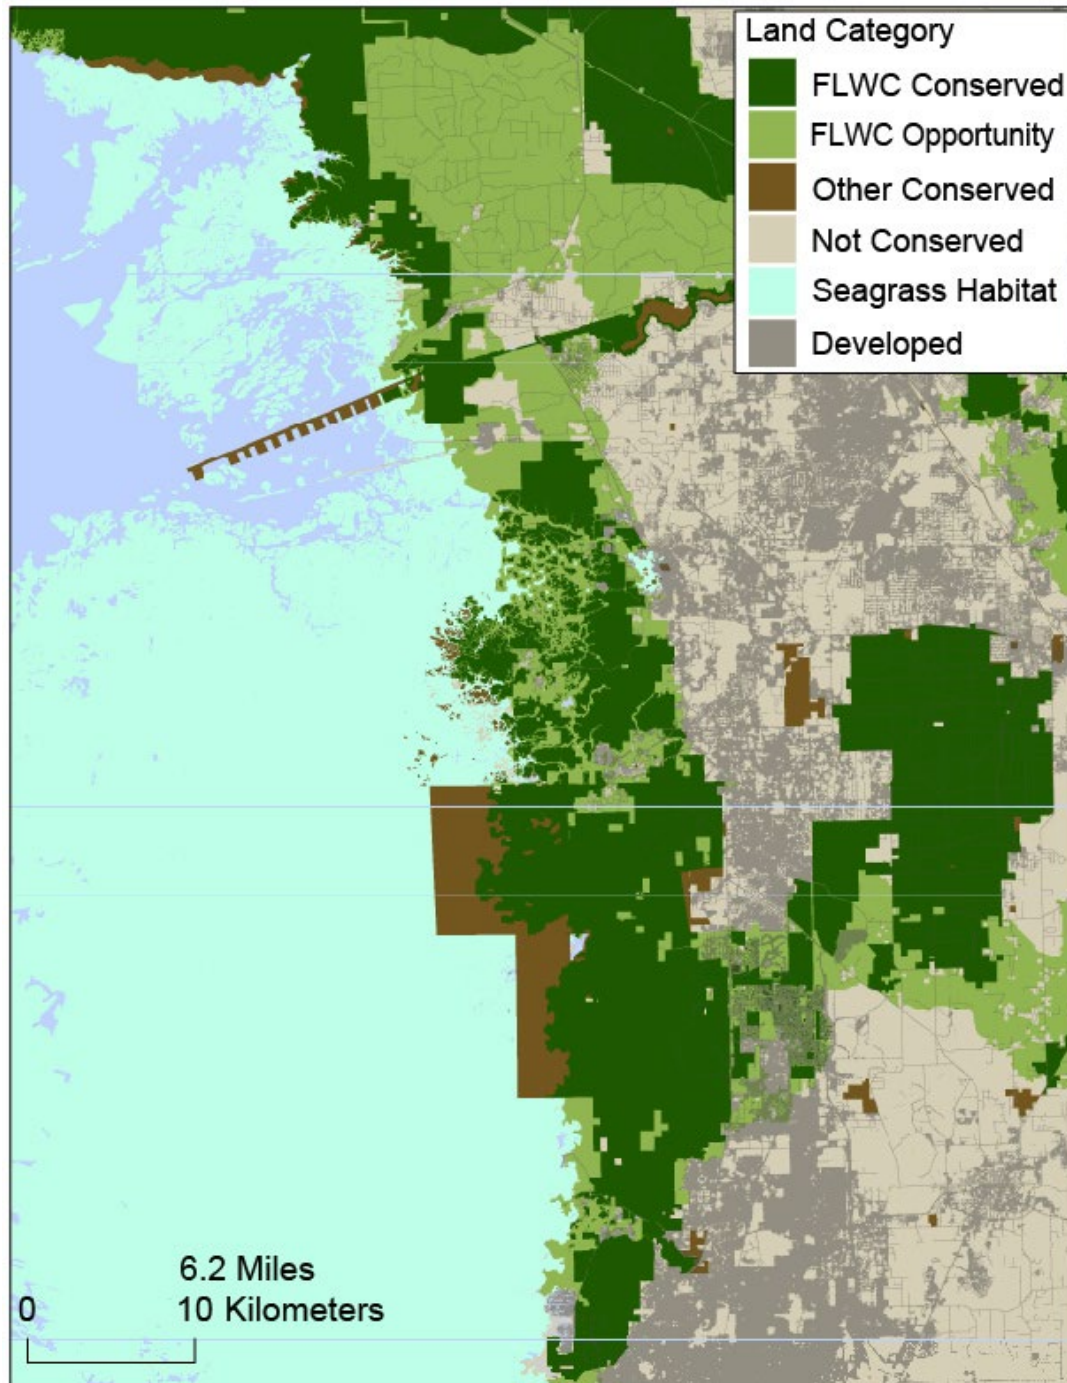 Land Category
FLWC Conserved
FLWC Opportunity
Other Conserved
Not Conserved
Seagrass Habitat
Developed
6.2 Miles
0 10 Kilometers